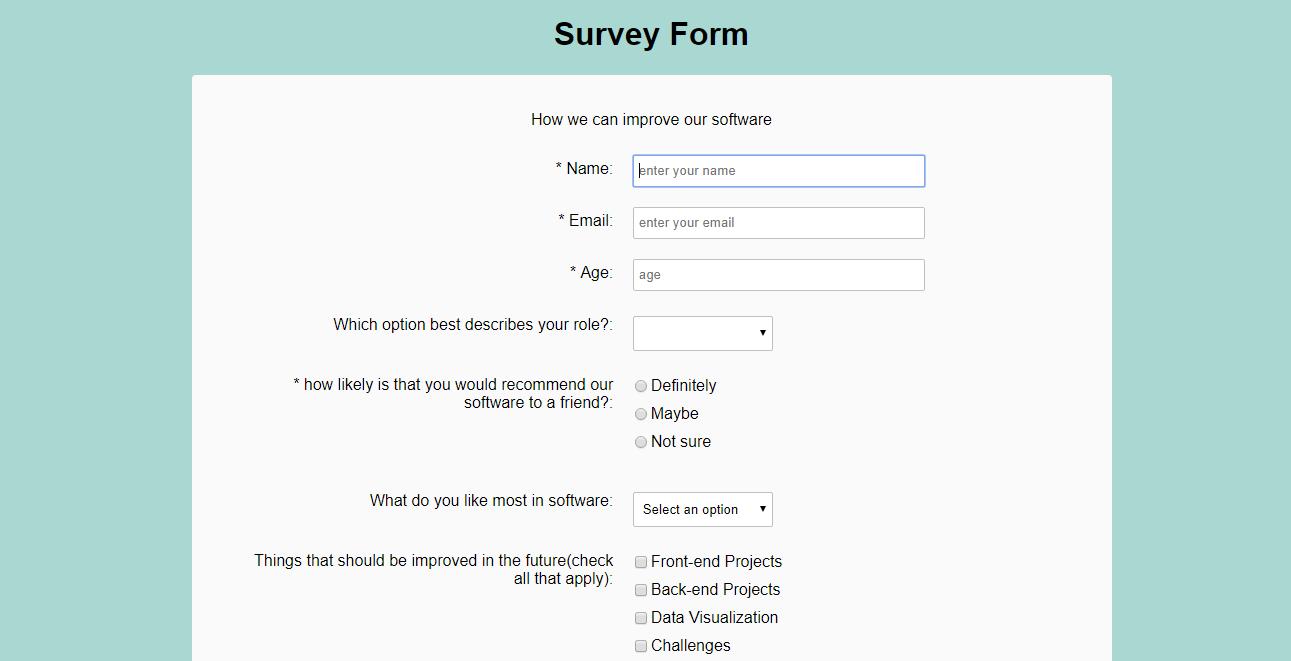 Survey Form
How we can improve our software
* Name: enter your name
* Email: enter your email
* Age: age
Which option best describes your role?:
* how likely is that you would recommend our
software to a friend?:
Definitely
Maybe
Not sure
What do you like most in software: Select an option
Things that should be improved in the future(check
all that apply):
Front-end Projects
Back-end Projects
Data Visualization
Challenges